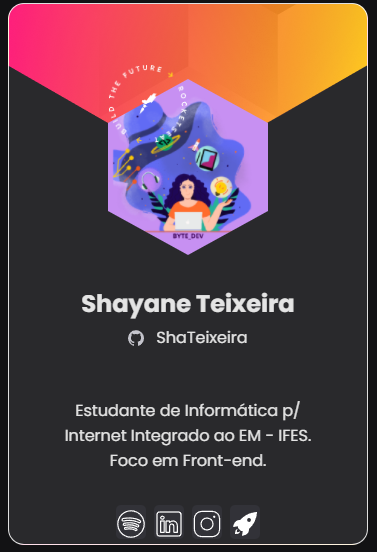 BUILD THE FUTURE
BYTE_DEV
Shayane Teixeira
ShaTeixeira
Estudante de Informática p/
Internet Integrado ao EM - IFES.
Foco em Front-end.